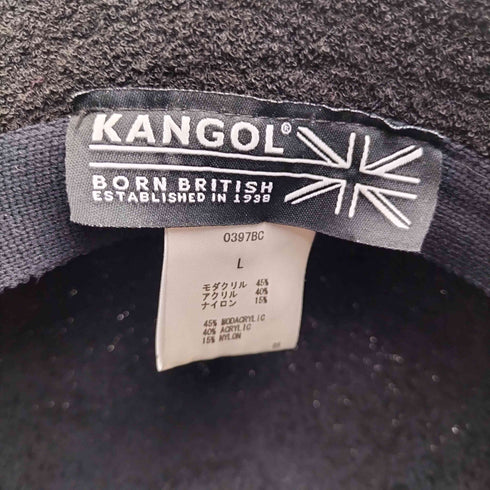 KANGOL®
BORN BRITISH
ESTABLISHED IN 1938
0397BC
L
モダクリル 45%
アクリル 40%
ナイロン 15%
45% MODACRYLIC
40% ACRYLIC
15% NYLON